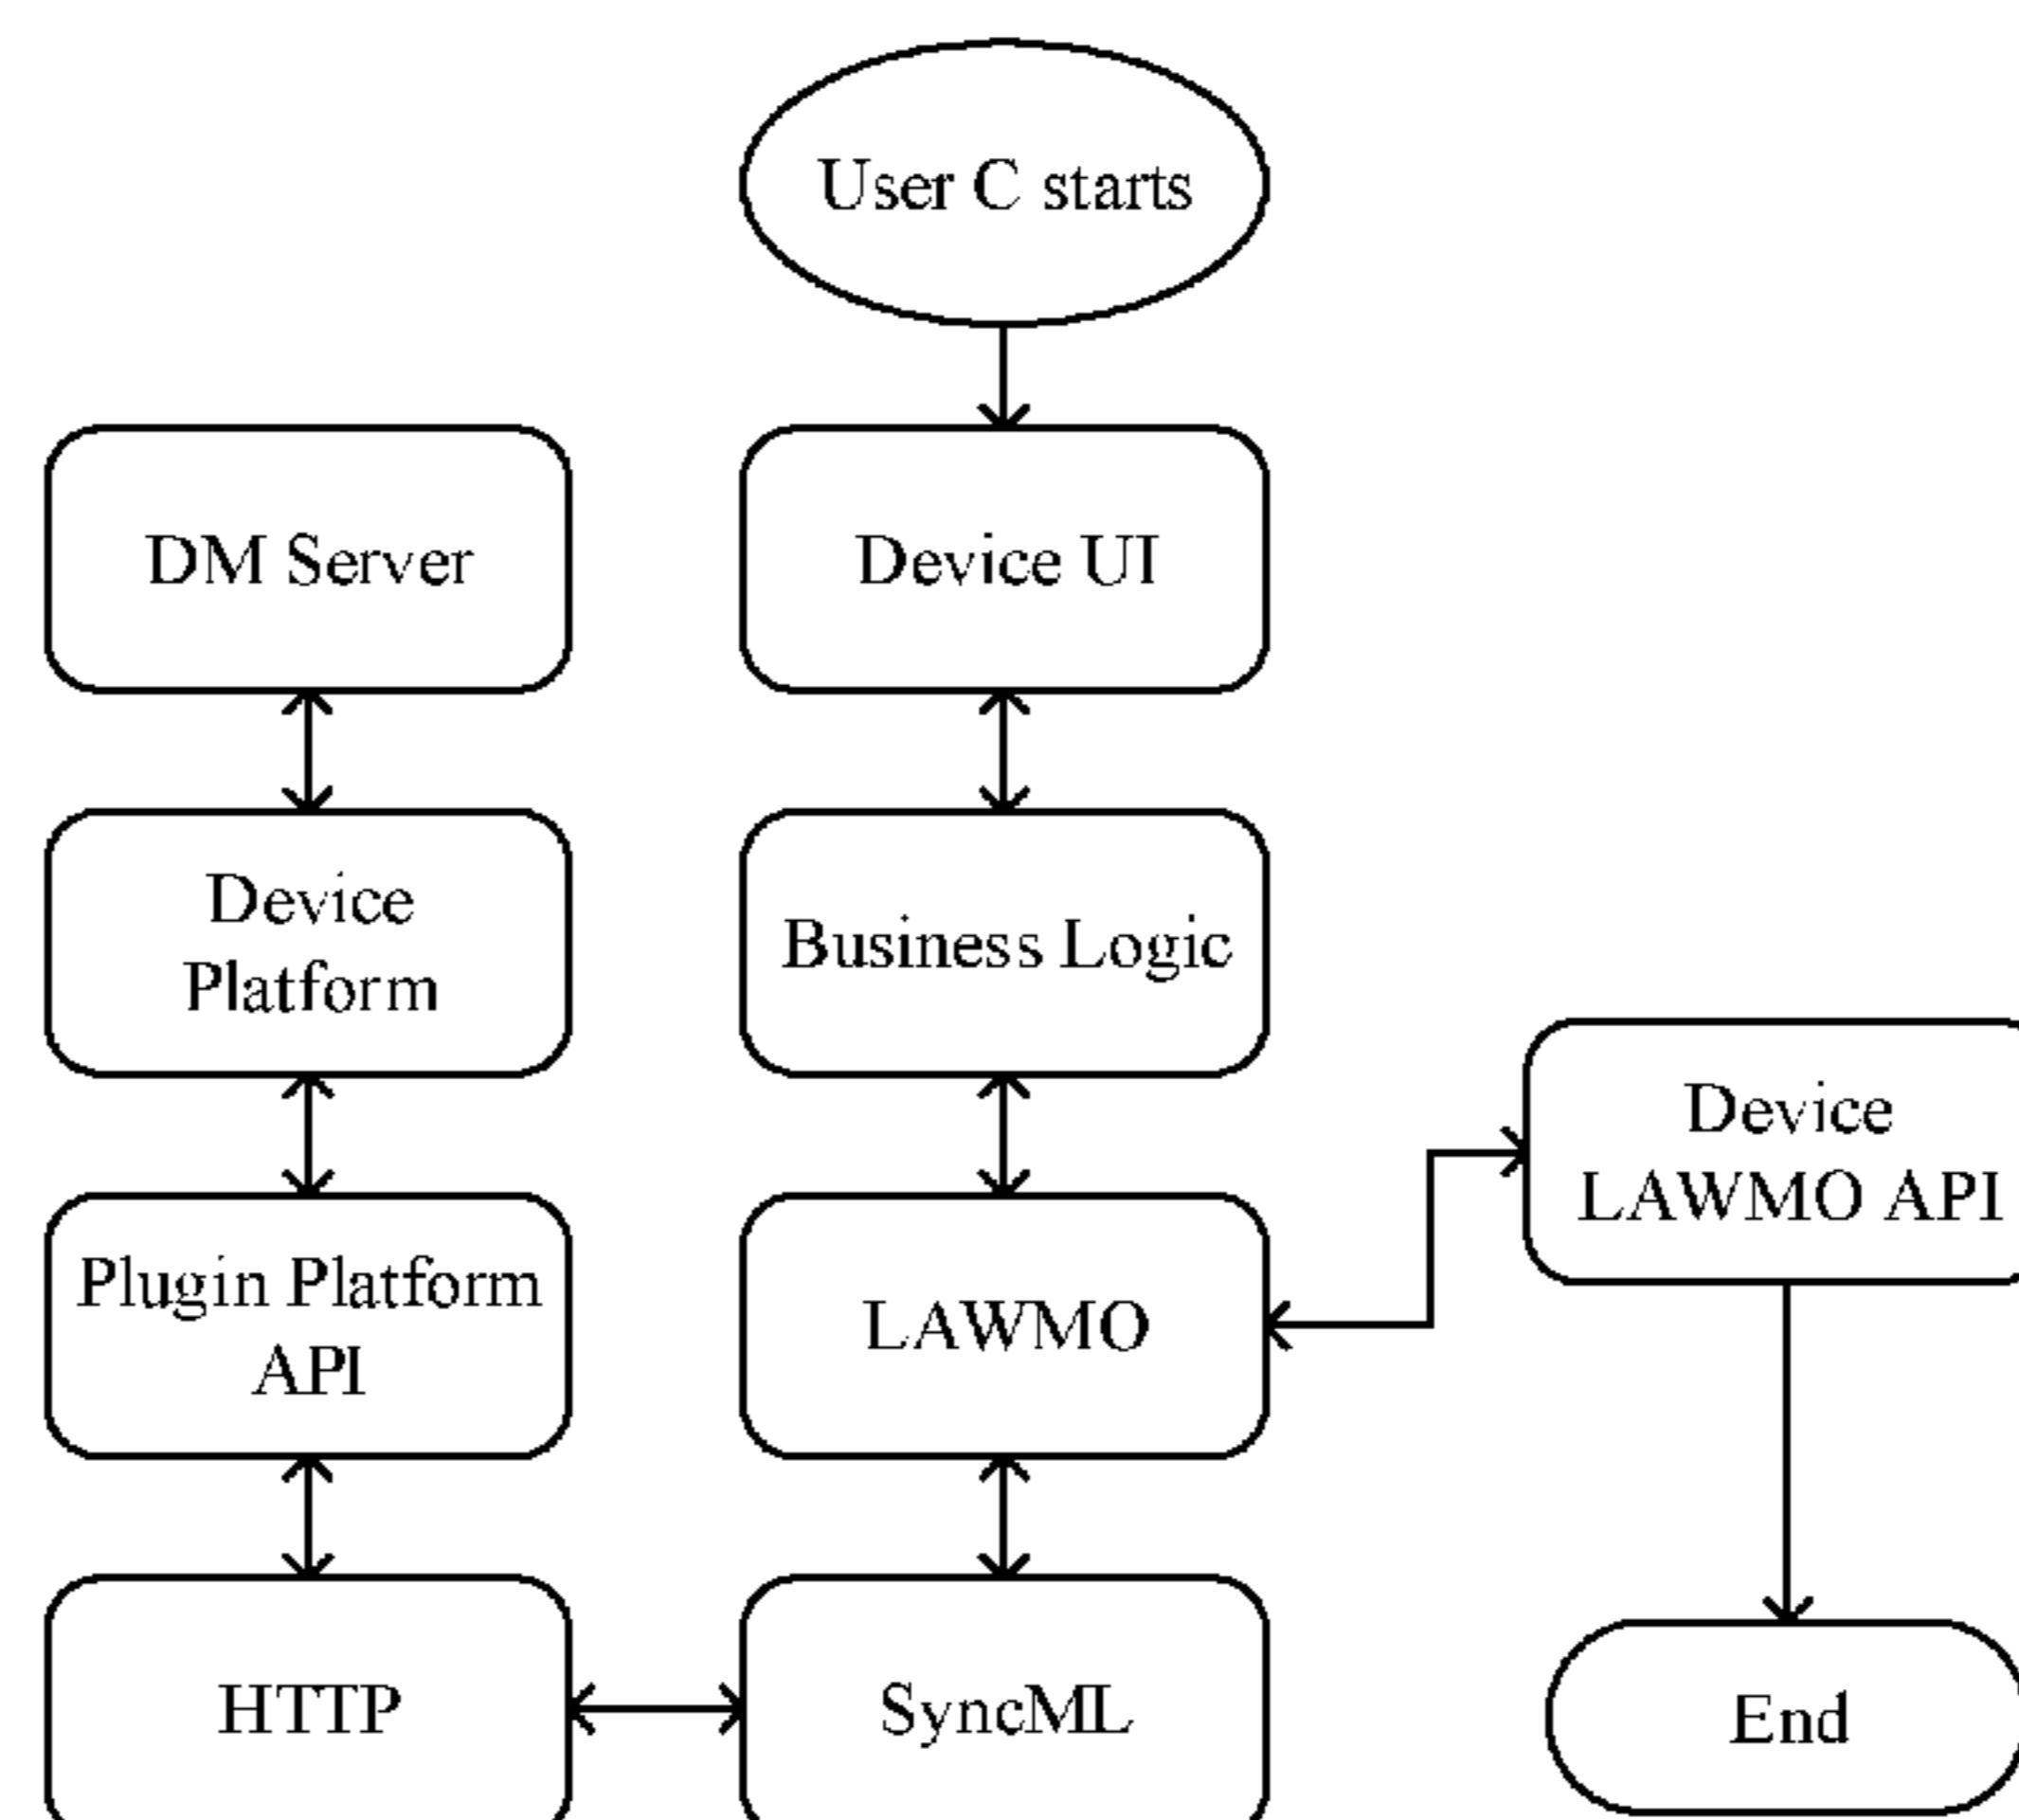 User C starts
DM Server
Device UI
Device
Platform
Business Logic
Device
LAWMO API
Plugin Platform
API
LAWMO
HTTP
SyncML
End